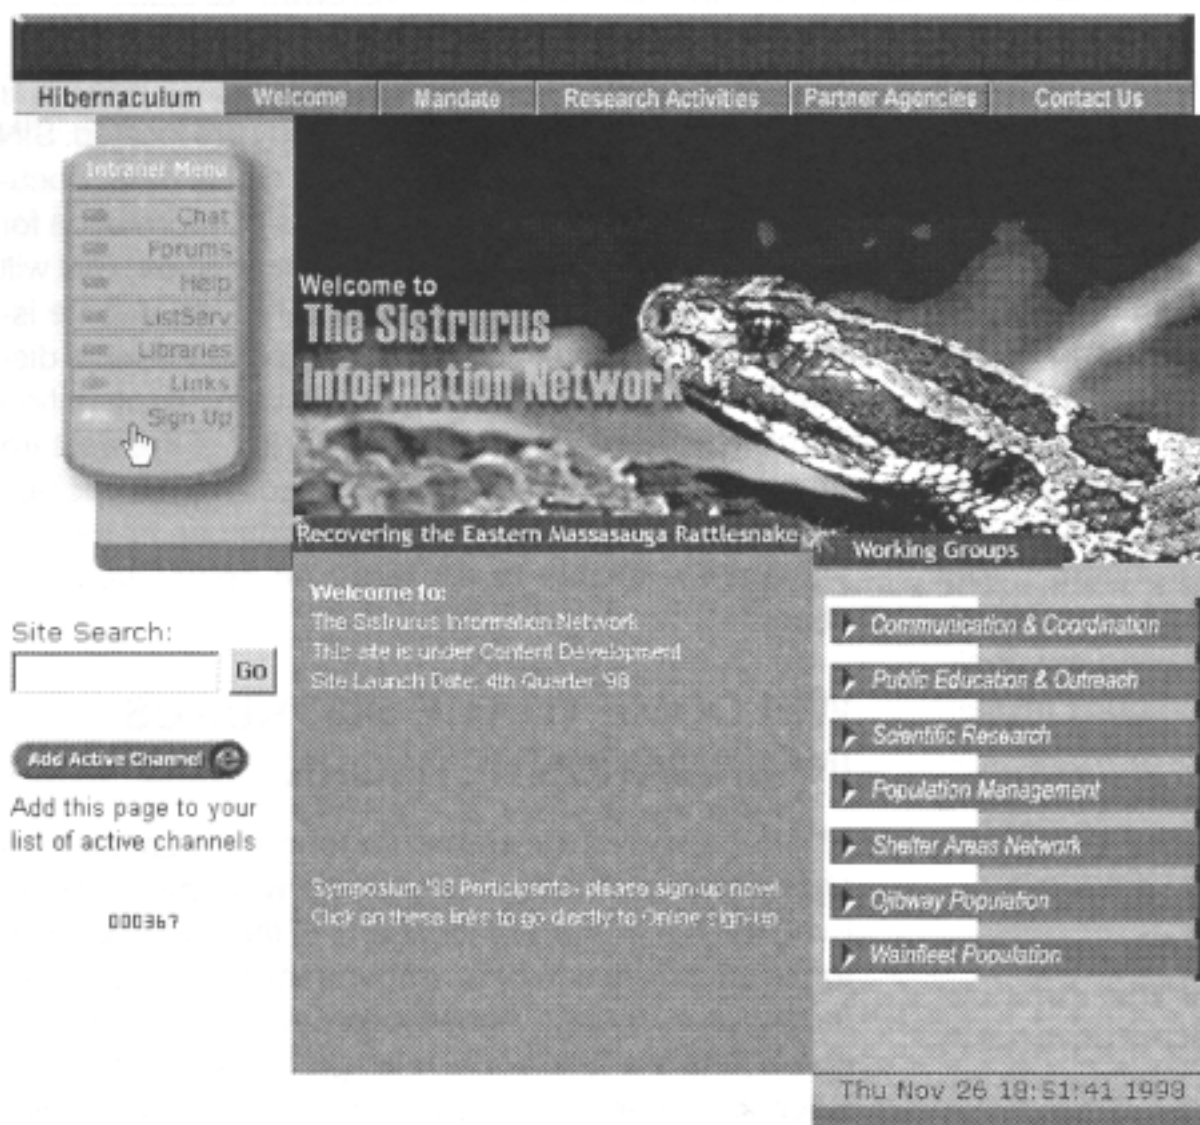 Hibernaculum Welcome Mandate Research Activities Partner Agencies Contact Us
Intranet Menu
Chat
Forums
Help
ListServ
Libraries
Links
Sign Up
Welcome to
The Sistrurus
Information Network
Recovering the Eastern Massasauga Rattlesnake
Working Groups
Site Search:
Go
Add Active Channel
Add this page to your
list of active channels
000367
Welcome to:
The Sistrurus Information Network
This site is under Content Development
Site Launch Date: 4th Quarter '98
Symposium '98 Participants- please sign-up now!
Click on these links to go directly to Online sign-up
Communication & Coordination
Public Education & Outreach
Scientific Research
Population Management
Shelter Areas Network
Ojibway Population
Wainfleet Population
Thu Nov 26 18:51:41 1998